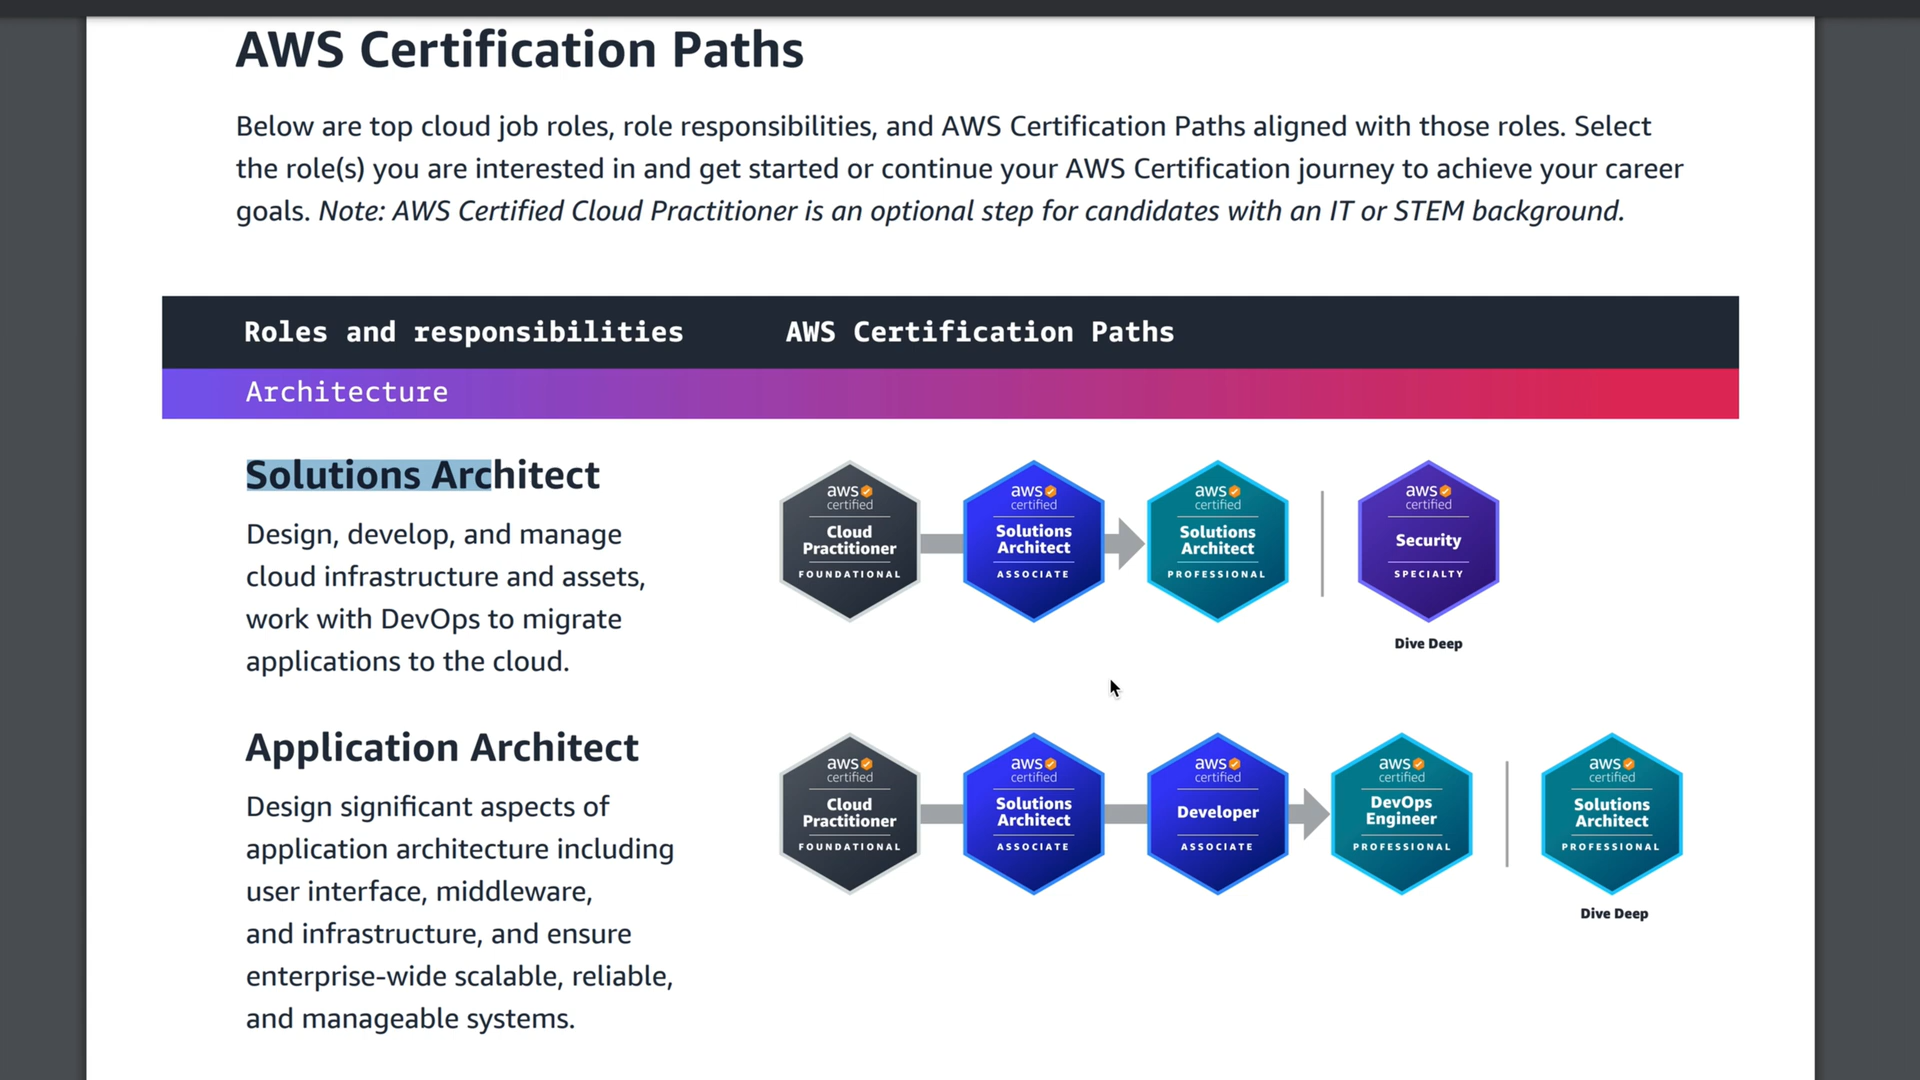 AWS Certification Paths
Below are top cloud job roles, role responsibilities, and AWS Certification Paths aligned with those roles. Select
the role(s) you are interested in and get started or continue your AWS Certification journey to achieve your career
goals. Note: AWS Certified Cloud Practitioner is an optional step for candidates with an IT or STEM background.
Roles and responsibilities
AWS Certification Paths
Architecture
Solutions Architect
Design, develop, and manage
cloud infrastructure and assets,
work with DevOps to migrate
applications to the cloud.
aws
certified
Cloud
Practitioner
FOUNDATIONAL
aws
certified
Solutions
Architect
ASSOCIATE
aws
certified
Solutions
Architect
PROFESSIONAL
aws
certified
Security
SPECIALTY
Dive Deep
Application Architect
Design significant aspects of
application architecture including
user interface, middleware,
and infrastructure, and ensure
enterprise-wide scalable, reliable,
and manageable systems.
aws
certified
Cloud
Practitioner
FOUNDATIONAL
aws
certified
Solutions
Architect
ASSOCIATE
aws
certified
Developer
ASSOCIATE
aws
certified
DevOps
Engineer
PROFESSIONAL
aws
certified
Solutions
Architect
PROFESSIONAL
Dive Deep